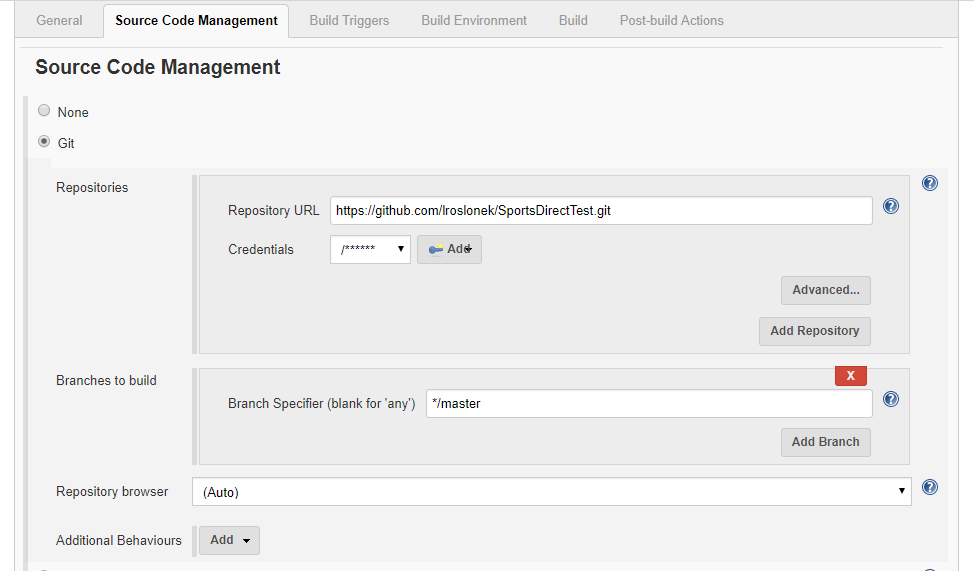 General Source Code Management Build Triggers Build Environment Build Post-build Actions
Source Code Management
None
Git
Repositories
Repository URL https://github.com/lroslonek/SportsDirectTest.git
Credentials /****** Add
Advanced...
Add Repository
Branches to build
X
Branch Specifier (blank for 'any') */master
Add Branch
Repository browser (Auto)
Additional Behaviours Add